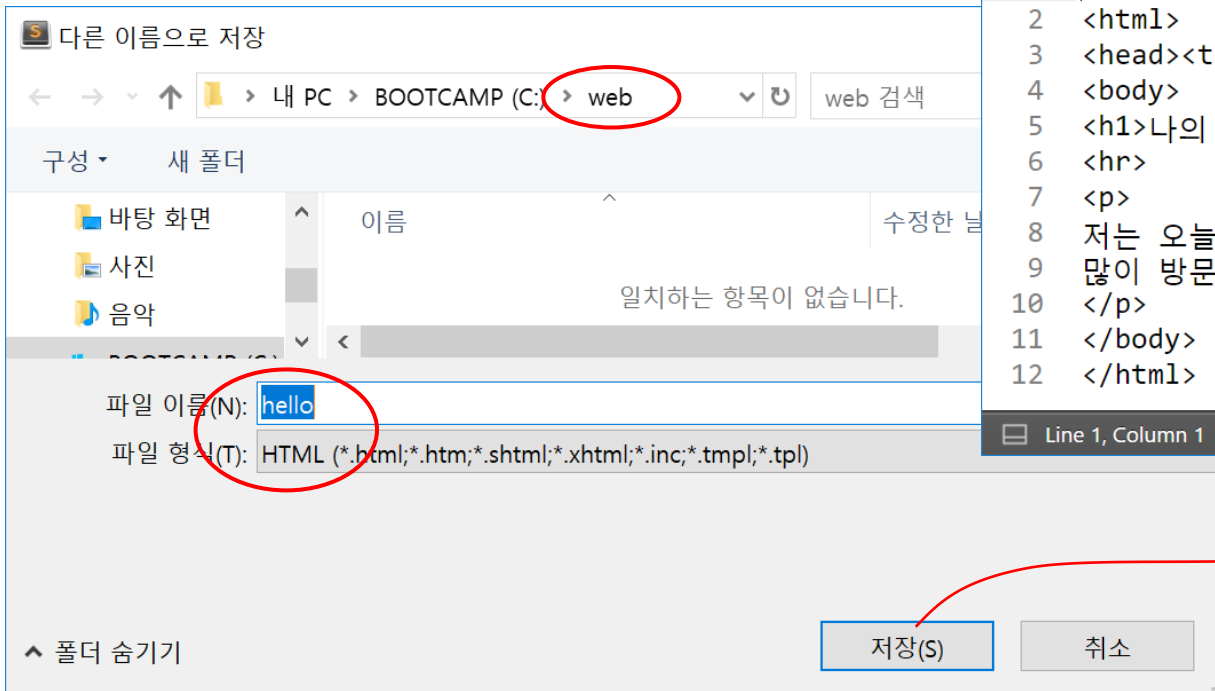 다른 이름으로 저장
내 PC > BOOTCAMP (C:) > web
web 검색
구성
새 폴더
바탕 화면
사진
음악
이름
수정한 날
일치하는 항목이 없습니다.
파일 이름(N): hello
파일 형식(T): HTML (*.html;*.htm;*.shtml;*.xhtml;*.inc;*.tmpl;*.tpl)
폴더 숨기기
저장(S)
취소
2 <html>
3 <head><t
4 <body>
5 <h1>나의
6 <hr>
7 <p>
8 저는 오늘
9 많이 방문
10 </p>
11 </body>
12 </html>
Line 1, Column 1